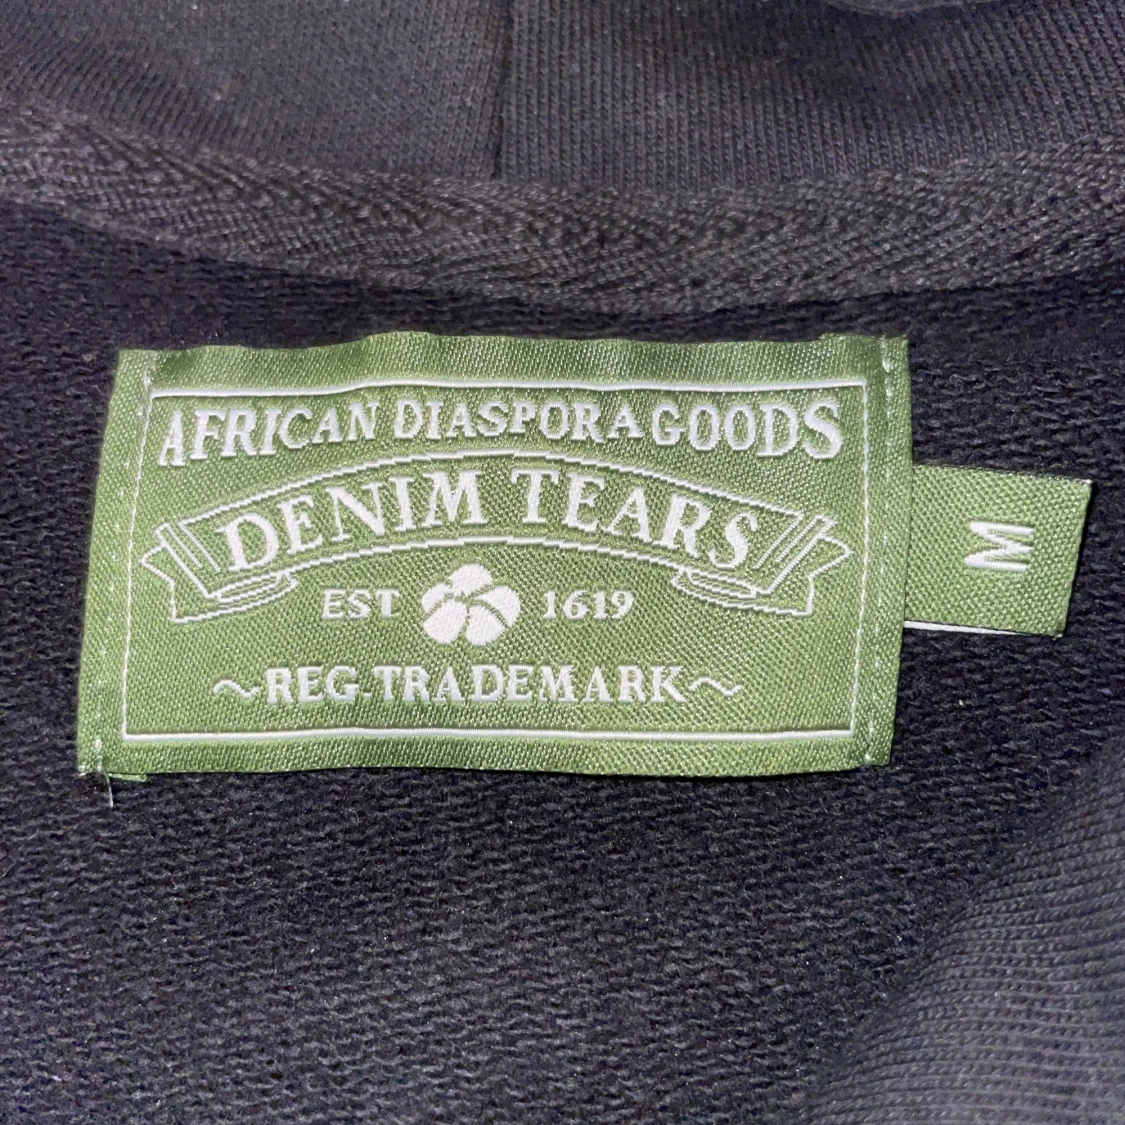 AFRICAN DIASPORA GOODS
DENIM TEARS
EST 1619
~REG-TRADEMARK~
M